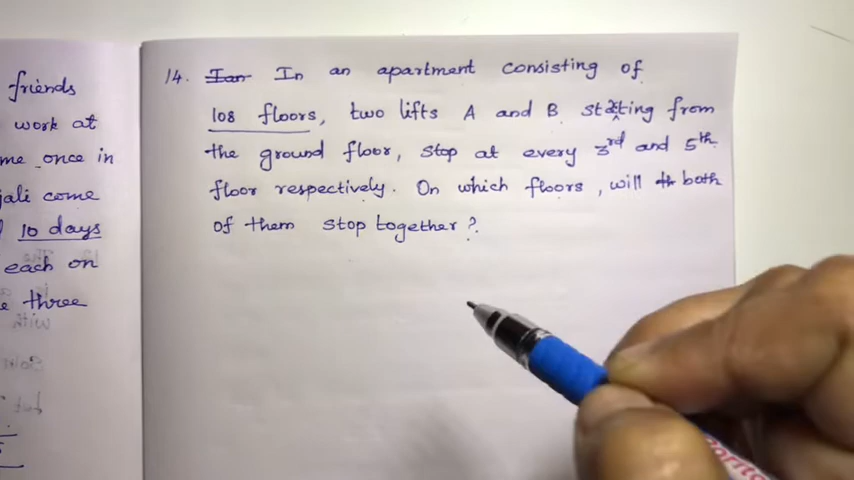 friends
work at
me once in
jali come
10 days
each on
e three
14. In an apartment consisting of
108 floors, two lifts A and B starting from
the ground floor, stop at every 3rd and 5th
floor respectively. On which floors, will both
of them stop together?